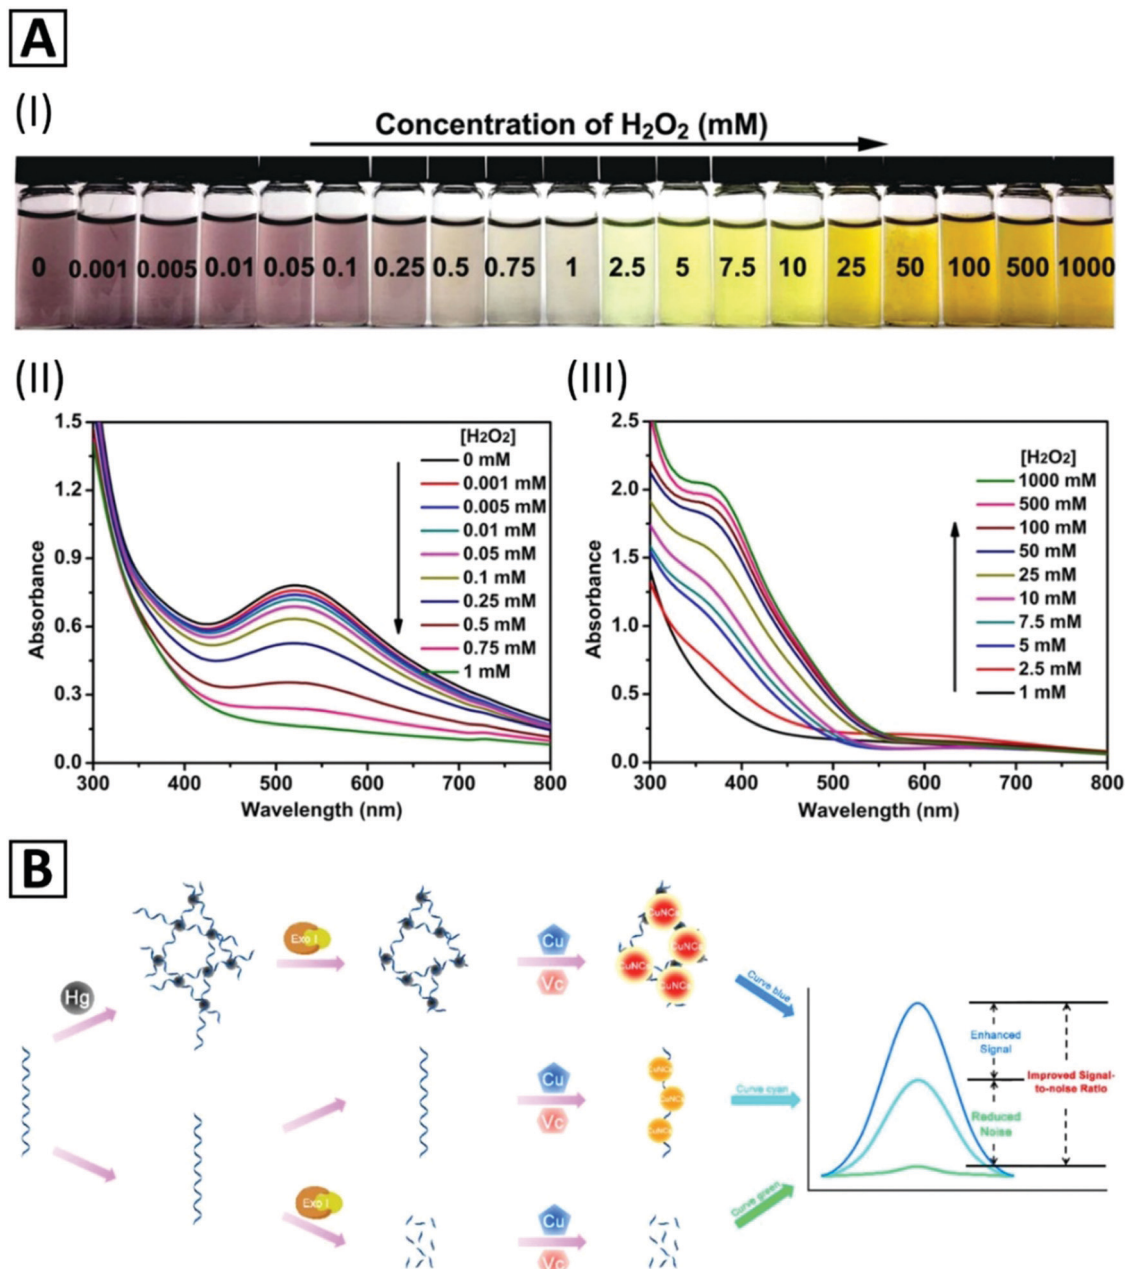 A
(I)
Concentration of H2O2 (mM)
0 0.001 0.005 0.01 0.05 0.1 0.25 0.5 0.75 1 2.5 5 7.5 10 25 50 100 500 1000
(II)
1.5
1.2
0.9
0.6
0.3
0.0
300 400 500 600 700 800
Absorbance
Wavelength (nm)
[H2O2]
0 mM
0.001 mM
0.005 mM
0.01 mM
0.05 mM
0.1 mM
0.25 mM
0.5 mM
0.75 mM
1 mM
(III)
2.5
2.0
1.5
1.0
0.5
0.0
300 400 500 600 700 800
Absorbance
Wavelength (nm)
[H2O2]
1000 mM
500 mM
100 mM
50 mM
25 mM
10 mM
7.5 mM
5 mM
2.5 mM
1 mM
B
Hg
Exo I
Cu
Vc
CuNCs
CuNCs
CuNCs
CuNCs
Curve blue
Cu
Vc
CuNCs
CuNCs
CuNCs
Curve cyan
Exo I
Cu
Vc
Curve green
Enhanced
Signal
Improved Signal-
to-noise Ratio
Reduced
Noise